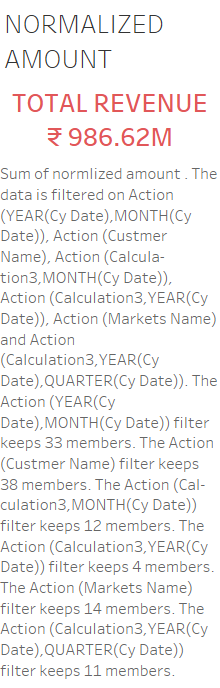 NORMALIZED
AMOUNT
TOTAL REVENUE
₹ 986.62M
Sum of normlized amount . The
data is filtered on Action
(YEAR(Cy Date),MONTH(Cy
Date)), Action (Custmer
Name), Action (Calcula-
tion3,MONTH(Cy Date)),
Action (Calculation3,YEAR(Cy
Date)), Action (Markets Name)
and Action
(Calculation3,YEAR(Cy
Date),QUARTER(Cy Date)). The
Action (YEAR(Cy
Date),MONTH(Cy Date)) filter
keeps 33 members. The Action
(Custmer Name) filter keeps
38 members. The Action (Cal-
culation3,MONTH(Cy Date))
filter keeps 12 members. The
Action (Calculation3,YEAR(Cy
Date)) filter keeps 4 members.
The Action (Markets Name)
filter keeps 14 members. The
Action (Calculation3,YEAR(Cy
Date),QUARTER(Cy Date))
filter keeps 11 members.